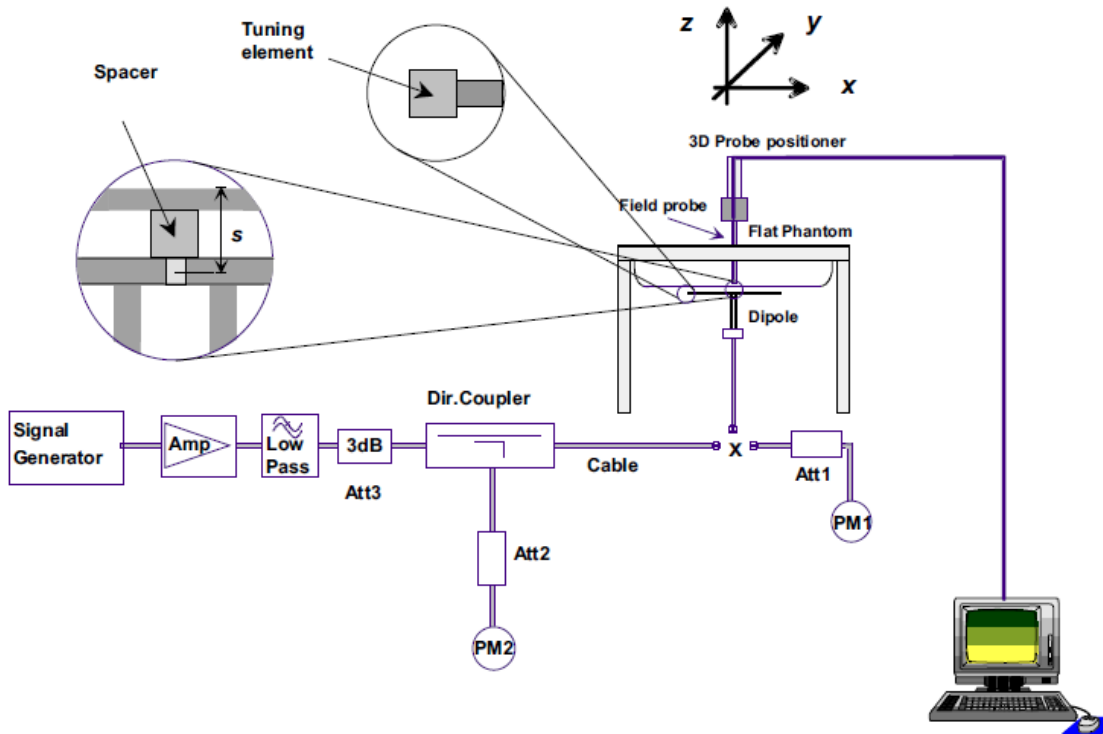 Tuning
element
Spacer
s
z
y
x
3D Probe positioner
Field probe
Flat Phantom
Dipole
Dir.Coupler
Signal
Generator
Amp
Low
Pass
3dB
Att3
Cable
x
Att1
PM1
Att2
PM2